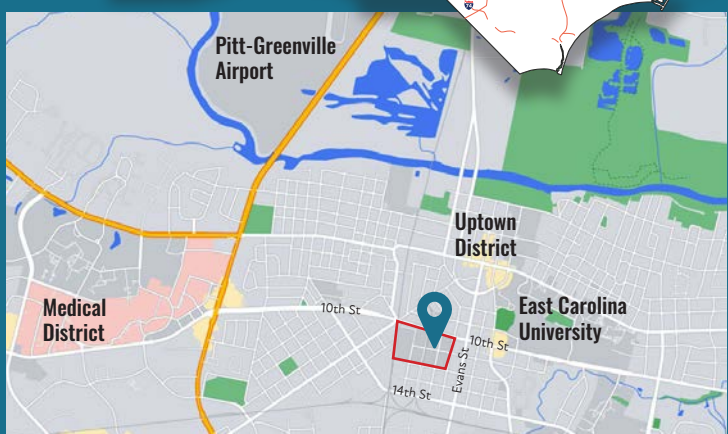 Pitt-Greenville
Airport
Uptown
District
Medical
District
10th St
East Carolina
University
10th St
Evans St
14th St